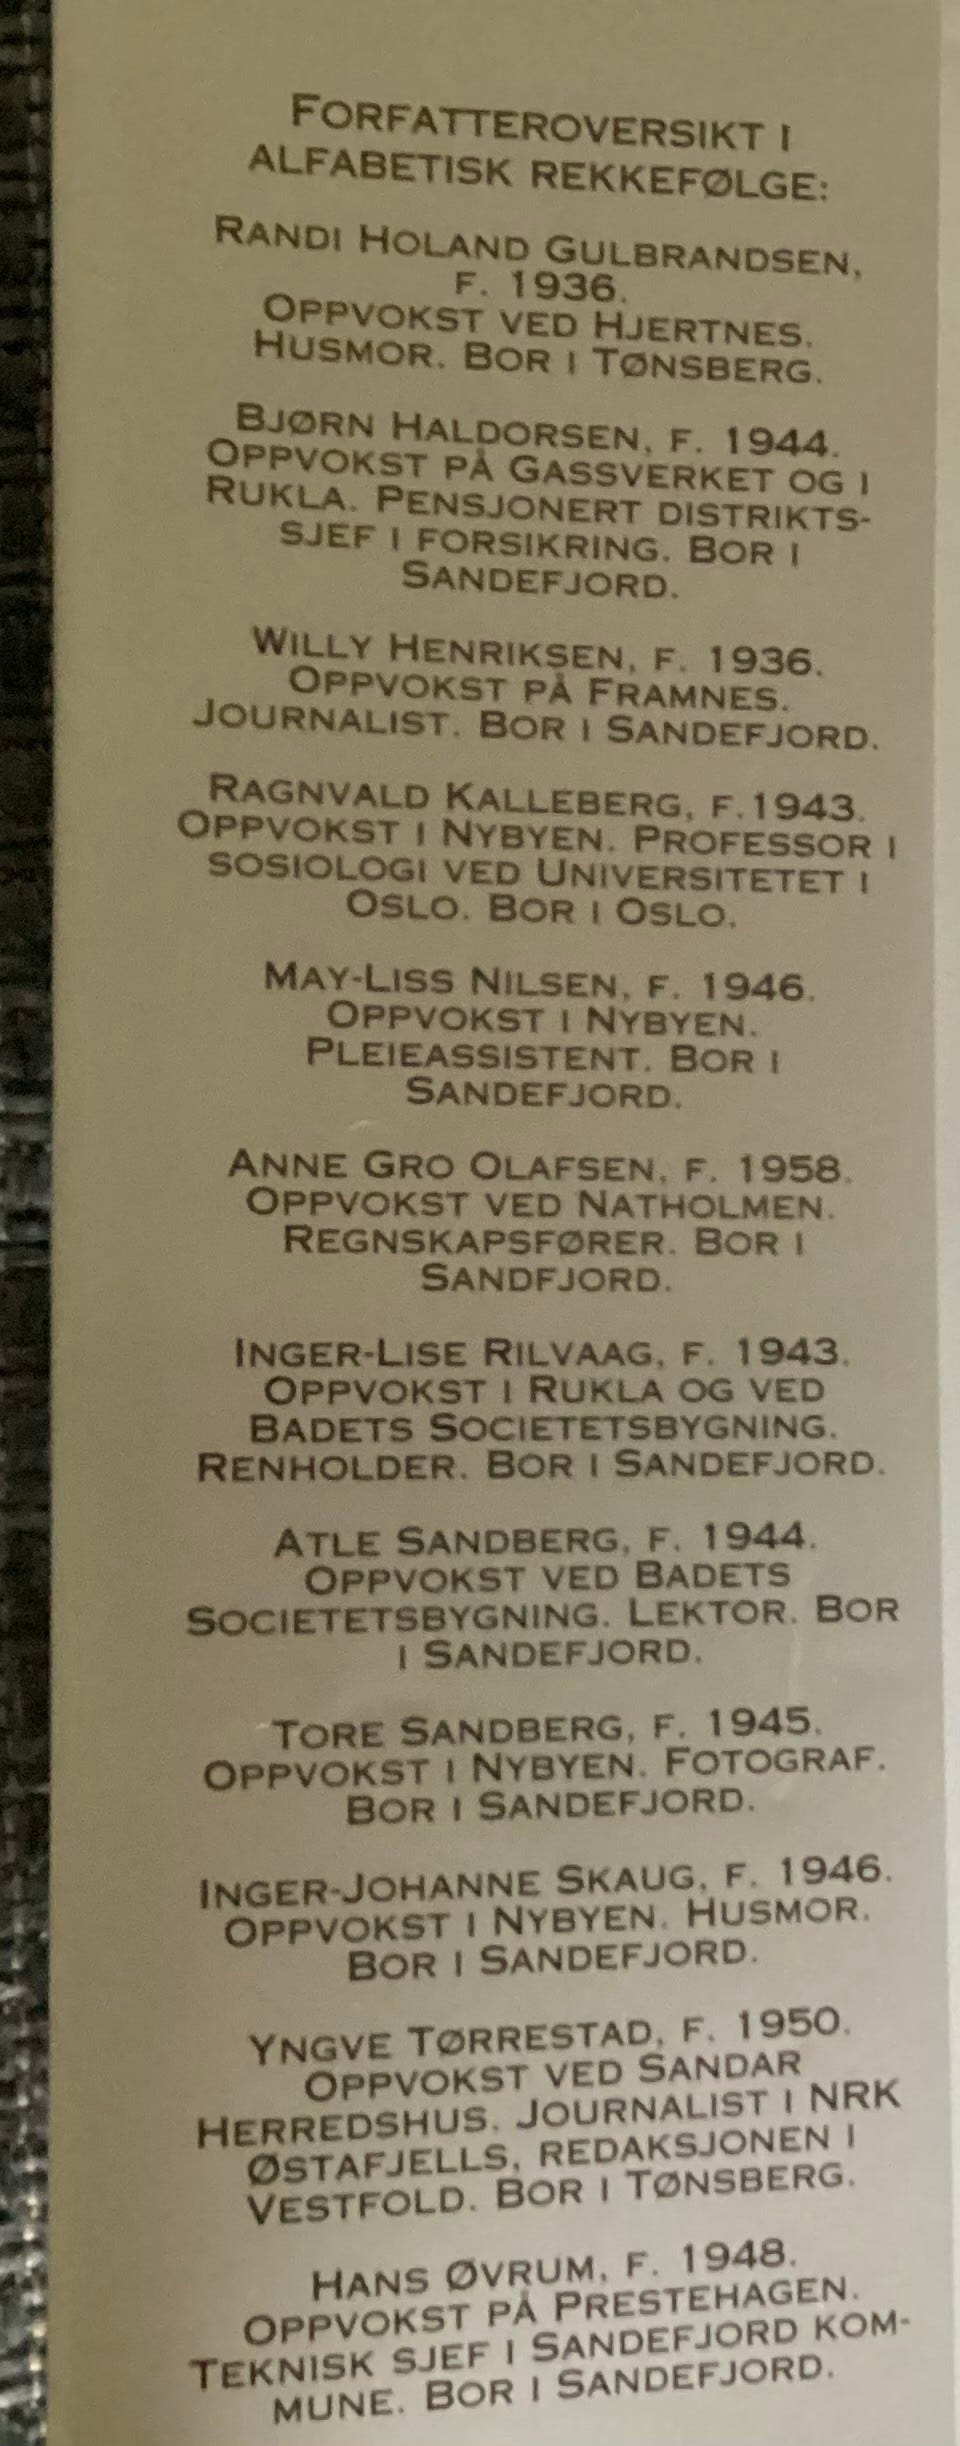 FORFATTEROVERSIKT I
ALFABETISK REKKEFØLGE:
RANDI HOLAND GULBRANDSEN,
F. 1936.
OPPVOKST VED HJERTNES.
HUSMOR. BOR I TØNSBERG.
BJØRN HALDORSEN, F. 1944.
OPPVOKST PÅ GASSVERKET OG I
RUKLA. PENSJONERT DISTRIKTS-
SJEF I FORSIKRING. BOR I
SANDEFJORD.
WILLY HENRIKSEN, F. 1936.
OPPVOKST PÅ FRAMNES.
JOURNALIST. BOR I SANDEFJORD.
RAGNVALD KALLEBERG, F.1943.
OPPVOKST I NYBYEN. PROFESSOR I
SOSIOLOGI VED UNIVERSITETET I
OSLO. BOR I OSLO.
MAY-LISS NILSEN, F. 1946.
OPPVOKST I NYBYEN.
PLEIEASSISTENT. BOR I
SANDEFJORD.
ANNE GRO OLAFSEN, F. 1958.
OPPVOKST VED NATHOLMEN.
REGNSKAPSFØRER. BOR I
SANDFJORD.
INGER-LISE RILVAAG, F. 1943.
OPPVOKST I RUKLA OG VED
BADETS SOCIETETSBYGNING.
RENHOLDER. BOR I SANDEFJORD.
ATLE SANDBERG, F. 1944.
OPPVOKST VED BADETS
SOCIETETSBYGNING. LEKTOR. BOR
I SANDEFJORD.
TORE SANDBERG, F. 1945.
OPPVOKST I NYBYEN. FOTOGRAF.
BOR I SANDEFJORD.
INGER-JOHANNE SKAUG, F. 1946.
OPPVOKST I NYBYEN. HUSMOR.
BOR I SANDEFJORD.
YNGVE TØRRESTAD, F. 1950.
OPPVOKST VED SANDAR
HERREDSHUS. JOURNALIST I NRK
ØSTAFJELLS, REDAKSJONEN I
VESTFOLD. BOR I TØNSBERG.
HANS ØVRUM, F. 1948.
OPPVOKST PÅ PRESTEHAGEN.
TEKNISK SJEF I SANDEFJORD KOM-
MUNE. BOR I SANDEFJORD.